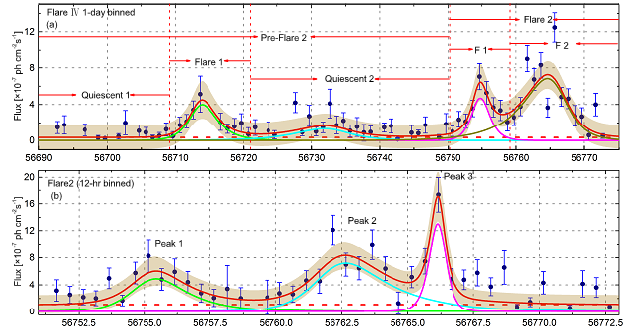 Flare IV 1-day binned
(a)
Flare 2
Pre-Flare 2
F 1
F 2
Flare 1
Quiescent 2
Quiescent 1
Flux [×10⁻⁷ ph cm⁻² s⁻¹]
12
8
4
0
56690 56700 56710 56720 56730 56740 56750 56760 56770
Flare2 (12-hr binned)
(b)
Peak 1
Peak 2
Peak 3
Flux [×10⁻⁷ ph cm⁻² s⁻¹]
20
16
12
8
4
0
56752.5 56755.0 56757.5 56760.0 56762.5 56765.0 56767.5 56770.0 56772.5